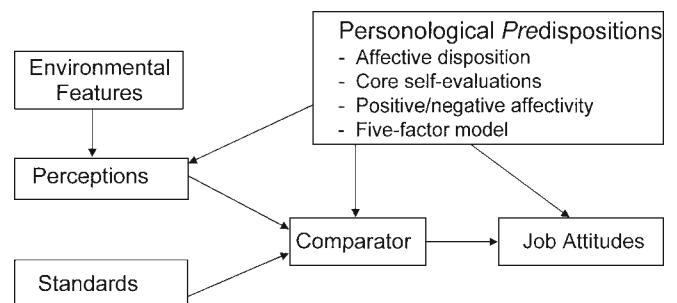 Personological Predispositions
- Affective disposition
- Core self-evaluations
- Positive/negative affectivity
- Five-factor model
Environmental
Features
Perceptions
Comparator
Job Attitudes
Standards